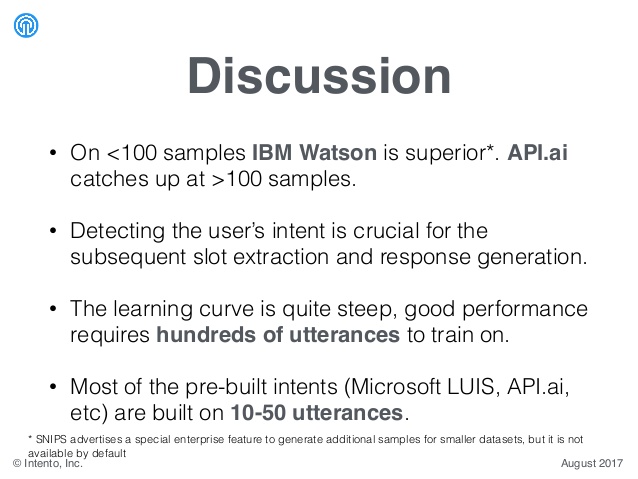 Discussion
• On <100 samples IBM Watson is superior*. API.ai
catches up at >100 samples.
• Detecting the user’s intent is crucial for the
subsequent slot extraction and response generation.
• The learning curve is quite steep, good performance
requires hundreds of utterances to train on.
• Most of the pre-built intents (Microsoft LUIS, API.ai,
etc) are built on 10-50 utterances.
* SNIPS advertises a special enterprise feature to generate additional samples for smaller datasets, but it is not
available by default
© Intento, Inc.
August 2017